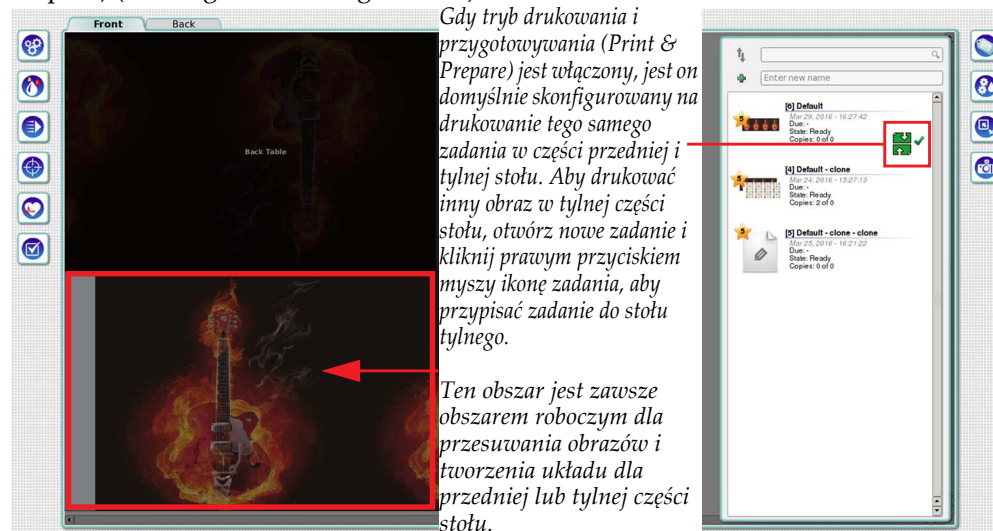 Front
Back
Back Table
Gdy tryb drukowania i
przygotowywania (Print &
Prepare) jest włączony, jest on
domyślnie skonfigurowany na
drukowanie tego samego
zadania w części przedniej i
tylnej stołu. Aby drukować
inny obraz w tylnej części
stołu, otwórz nowe zadanie i
kliknij prawym przyciskiem
myszy ikonę zadania, aby
przypisać zadanie do stołu
tylnego.
Ten obszar jest zawsze
obszarem roboczym dla
przesuwania obrazów i
tworzenia układu dla
przedniej lub tylnej części
stołu.
Enter new name
[6] Default
Mar 29, 2016 - 16:27:42
Due: -
State: Ready
Copies: 0 of 0
5
[4] Default - clone
Mar 24, 2016 - 15:27:13
Due: -
State: Ready
Copies: 2 of 0
5
[5] Default - clone - clone
Mar 25, 2016 - 16:21:22
Due: -
State: Ready
Copies: 0 of 0
5